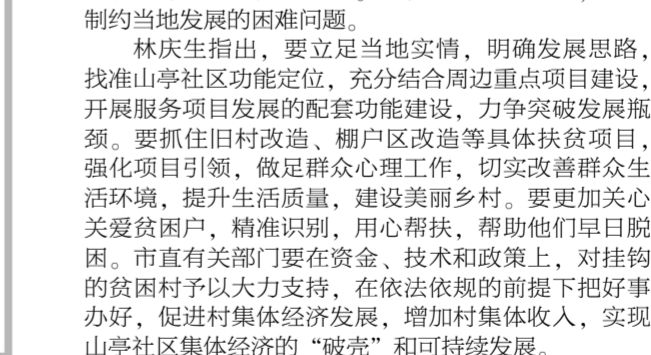 制约当地发展的困难问题。
林庆生指出，要立足当地实情，明确发展思路，
找准山亭社区功能定位，充分结合周边重点项目建设，
开展服务项目发展的配套功能建设，力争突破发展瓶
颈。要抓住旧村改造、棚户区改造等具体扶贫项目，
强化项目引领，做足群众心理工作，切实改善群众生
活环境，提升生活质量，建设美丽乡村。要更加关心
关爱贫困户，精准识别，用心帮扶，帮助他们早日脱
困。市直有关部门要在资金、技术和政策上，对挂钩
的贫困村予以大力支持，在依法依规的前提下把好事
办好，促进村集体经济发展，增加村集体收入，实现
山亭社区集体经济的“破壳”和可持续发展。